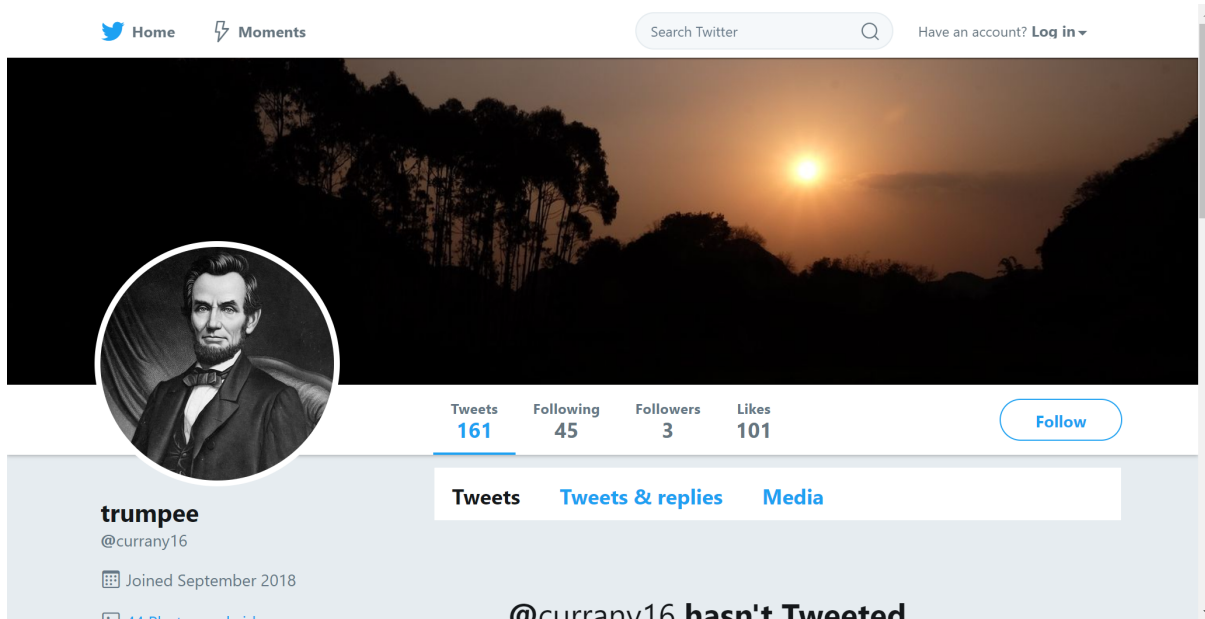 Home Moments Search Twitter Have an account? Log in
Tweets Following Followers Likes
161 45 3 101
Follow
Tweets Tweets & replies Media
trumpee
@currany16
Joined September 2018
@currany16 hasn't Tweeted